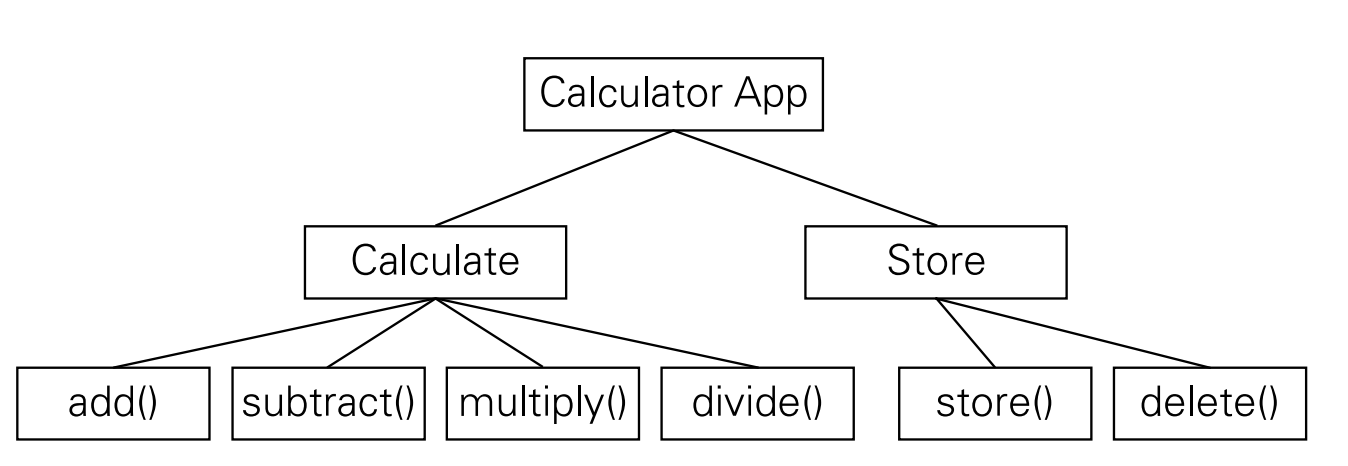 Calculator App
Calculate
Store
add()
subtract()
multiply()
divide()
store()
delete()